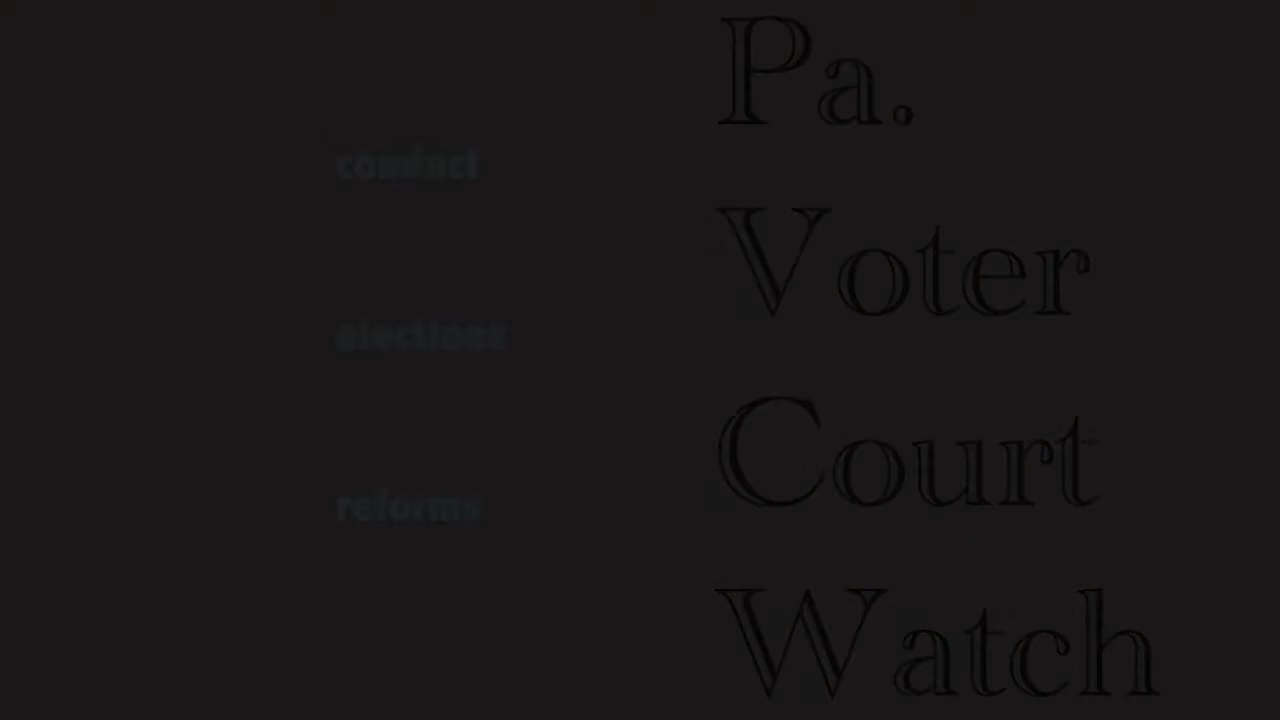 conduct
elections
reforms
Pa.
Voter
Court
Watch